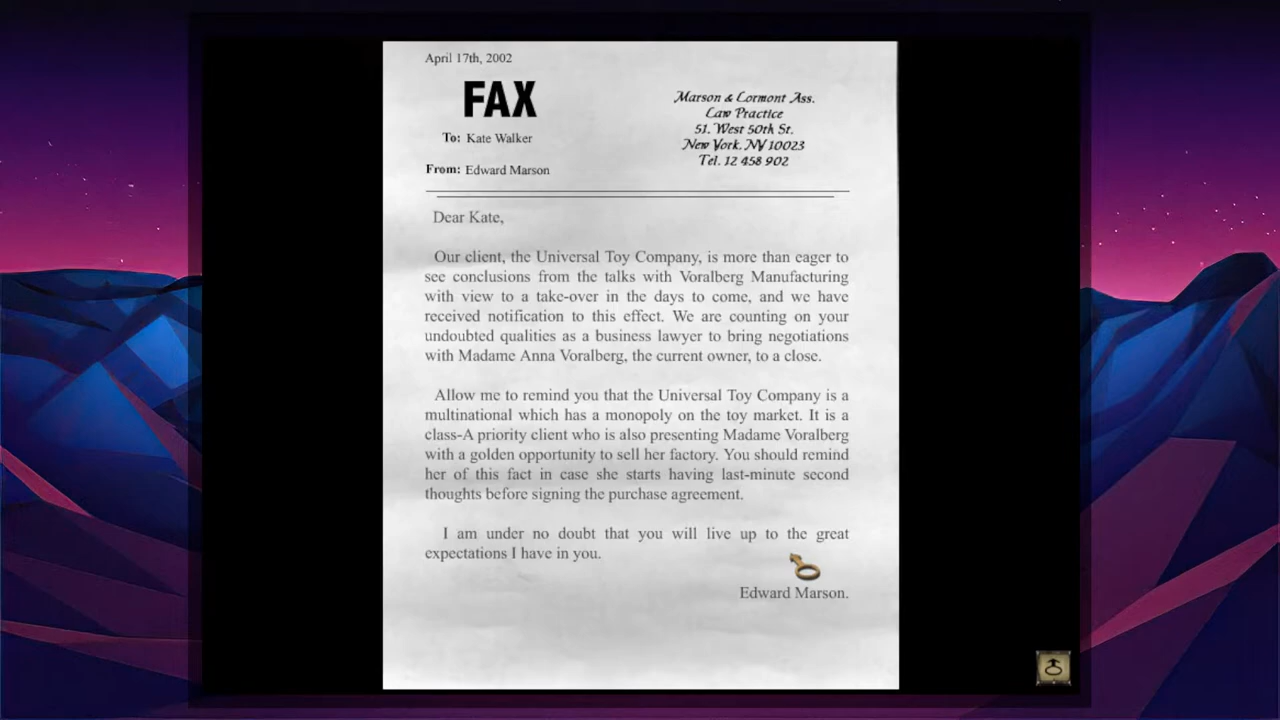 April 17th, 2002
FAX
To: Kate Walker
From: Edward Marson
Marson & Lormont Ass.
Law Practice
51. West 50th St.
New York. NY 10023
Tel. 12 458 902
Dear Kate,
Our client, the Universal Toy Company, is more than eager to
see conclusions from the talks with Voralberg Manufacturing
with view to a take-over in the days to come, and we have
received notification to this effect. We are counting on your
undoubted qualities as a business lawyer to bring negotiations
with Madame Anna Voralberg, the current owner, to a close.
Allow me to remind you that the Universal Toy Company is a
multinational which has a monopoly on the toy market. It is a
class-A priority client who is also presenting Madame Voralberg
with a golden opportunity to sell her factory. You should remind
her of this fact in case she starts having last-minute second
thoughts before signing the purchase agreement.
I am under no doubt that you will live up to the great
expectations I have in you.
Edward Marson.